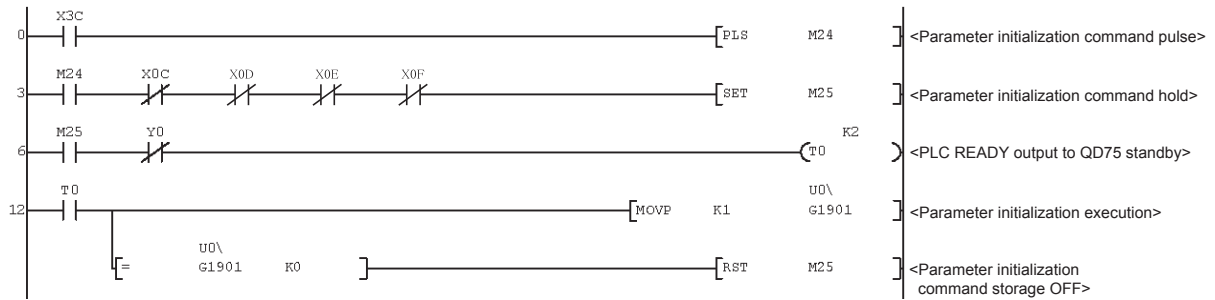 X3C
0 PLS M24 <Parameter initialization command pulse>
M24 X0C X0D X0E X0F
3 SET M25 <Parameter initialization command hold>
M25 Y0 K2
6 T0 <PLC READY output to QD75 standby>
T0 U0\
12 MOVP K1 G1901 <Parameter initialization execution>
U0\
= G1901 K0 RST M25 <Parameter initialization
command storage OFF>